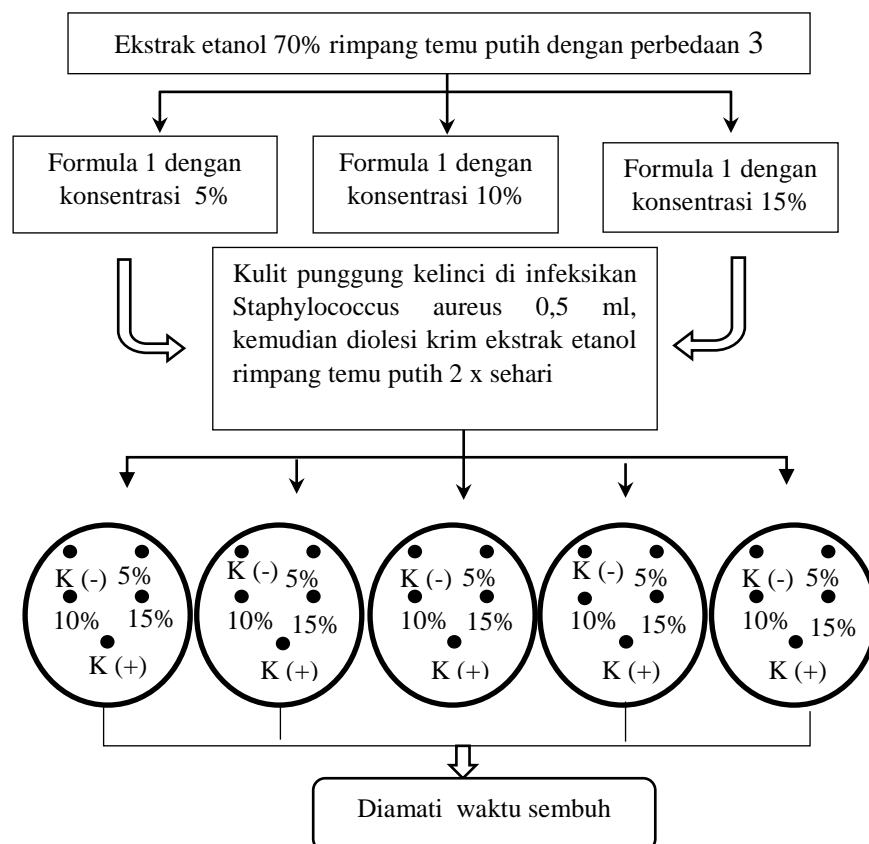 Ekstrak etanol 70% rimpang temu putih dengan perbedaan 3
Formula 1 dengan
konsentrasi 5%
Formula 1 dengan
konsentrasi 10%
Formula 1 dengan
konsentrasi 15%
Kulit punggung kelinci di infeksikan
Staphylococcus aureus 0,5 ml,
kemudian diolesi krim ekstrak etanol
rimpang temu putih 2 x sehari
K (-) 5%
10% 15%
K (+)
K (-) 5%
10% 15%
K (+)
K (-) 5%
10% 15%
K (+)
K (-) 5%
10% 15%
K (+)
K (-) 5%
10% 15%
K (+)
Diamati waktu sembuh